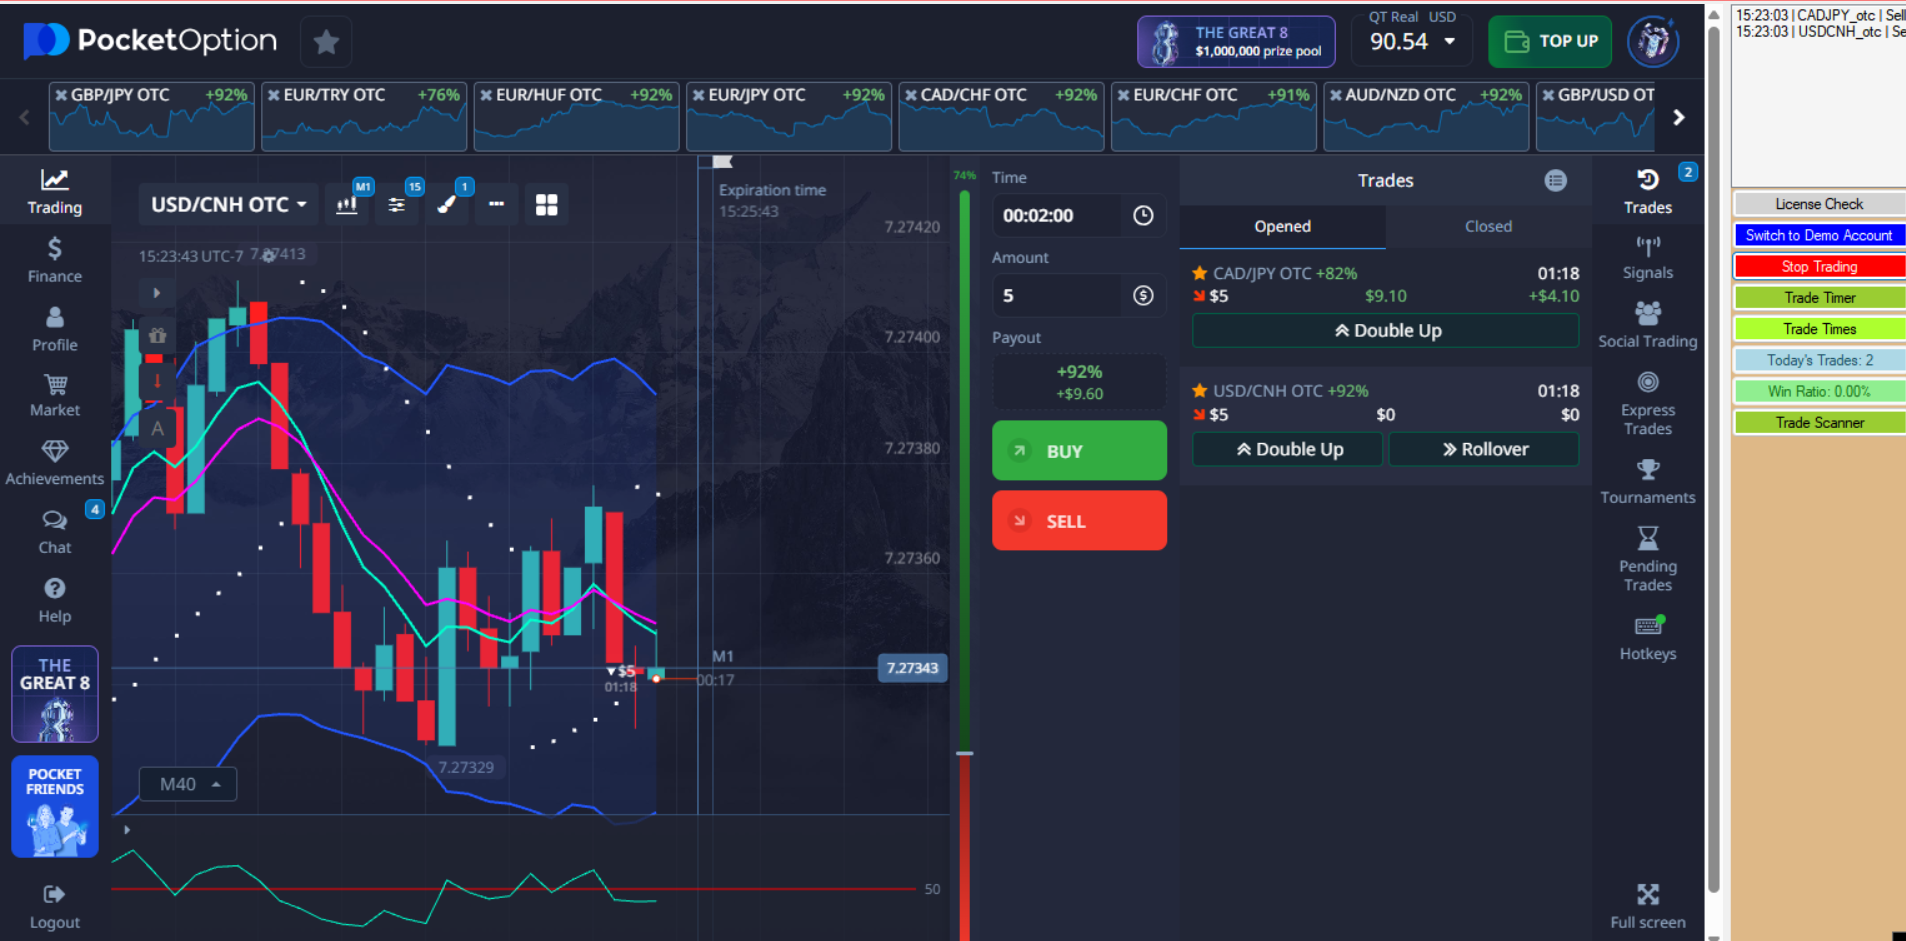 PocketOption
THE GREAT 8
$1,000,000 prize pool
QT Real USD
90.54
TOP UP
GBP/JPY OTC +92%
EUR/TRY OTC +76%
EUR/HUF OTC +92%
EUR/JPY OTC +92%
CAD/CHF OTC +92%
EUR/CHF OTC +91%
AUD/NZD OTC +92%
GBP/USD OT
Trading
Finance
Profile
Market
Achievements
4
Chat
Help
THE
GREAT 8
POCKET
FRIENDS
Logout
USD/CNH OTC
M1
15
1
15:23:43 UTC-7
7.27413
A
Expiration time
15:25:43
7.27420
7.27400
7.27380
7.27360
7.27343
M1
00:17
$5
01:18
7.27329
M40
50
74%
Time
00:02:00
Amount
5
Payout
+92%
+$9.60
BUY
SELL
Trades
Opened
Closed
CAD/JPY OTC +82% 01:18
$5 $9.10 +$4.10
Double Up
USD/CNH OTC +92% 01:18
$5 $0 $0
Double Up
Rollover
2
Trades
Signals
Social Trading
Express
Trades
Tournaments
Pending
Trades
Hotkeys
Full screen
15:23:03 | CADJPY_otc | Sell
15:23:03 | USDCNH_otc | Se
License Check
Switch to Demo Account
Stop Trading
Trade Timer
Trade Times
Today's Trades: 2
Win Ratio: 0.00%
Trade Scanner